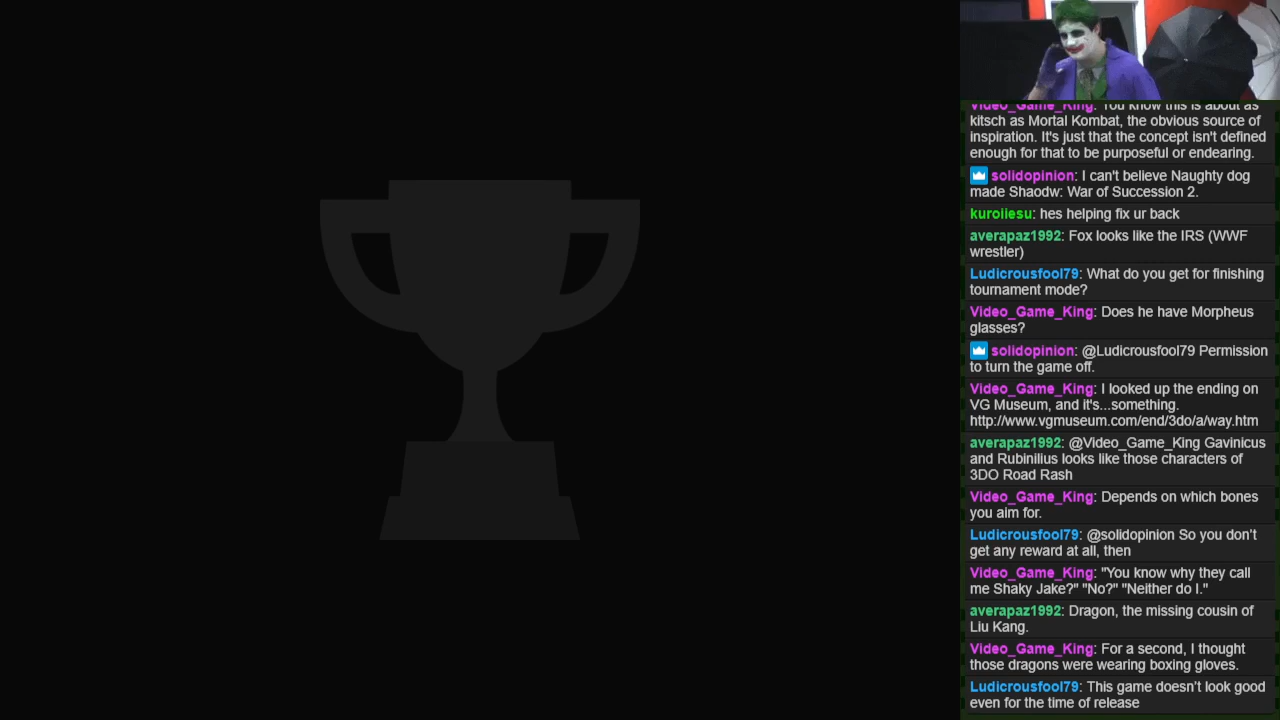 Video_Game_King: You know this is about as
kitsch as Mortal Kombat, the obvious source of
inspiration. It's just that the concept isn't defined
enough for that to be purposeful or endearing.
solidopinion: I can't believe Naughty dog
made Shaodw: War of Succession 2.
kuroiiesu: hes helping fix ur back
averapaz1992: Fox looks like the IRS (WWF
wrestler)
Ludicrousfool79: What do you get for finishing
tournament mode?
Video_Game_King: Does he have Morpheus
glasses?
solidopinion: @Ludicrousfool79 Permission
to turn the game off.
Video_Game_King: I looked up the ending on
VG Museum, and it's...something.
http://www.vgmuseum.com/end/3do/a/way.htm
averapaz1992: @Video_Game_King Gavinicus
and Rubinilius looks like those characters of
3DO Road Rash
Video_Game_King: Depends on which bones
you aim for.
Ludicrousfool79: @solidopinion So you don't
get any reward at all, then
Video_Game_King: "You know why they call
me Shaky Jake?" "No?" "Neither do I."
averapaz1992: Dragon, the missing cousin of
Liu Kang.
Video_Game_King: For a second, I thought
those dragons were wearing boxing gloves.
Ludicrousfool79: This game doesn't look good
even for the time of release